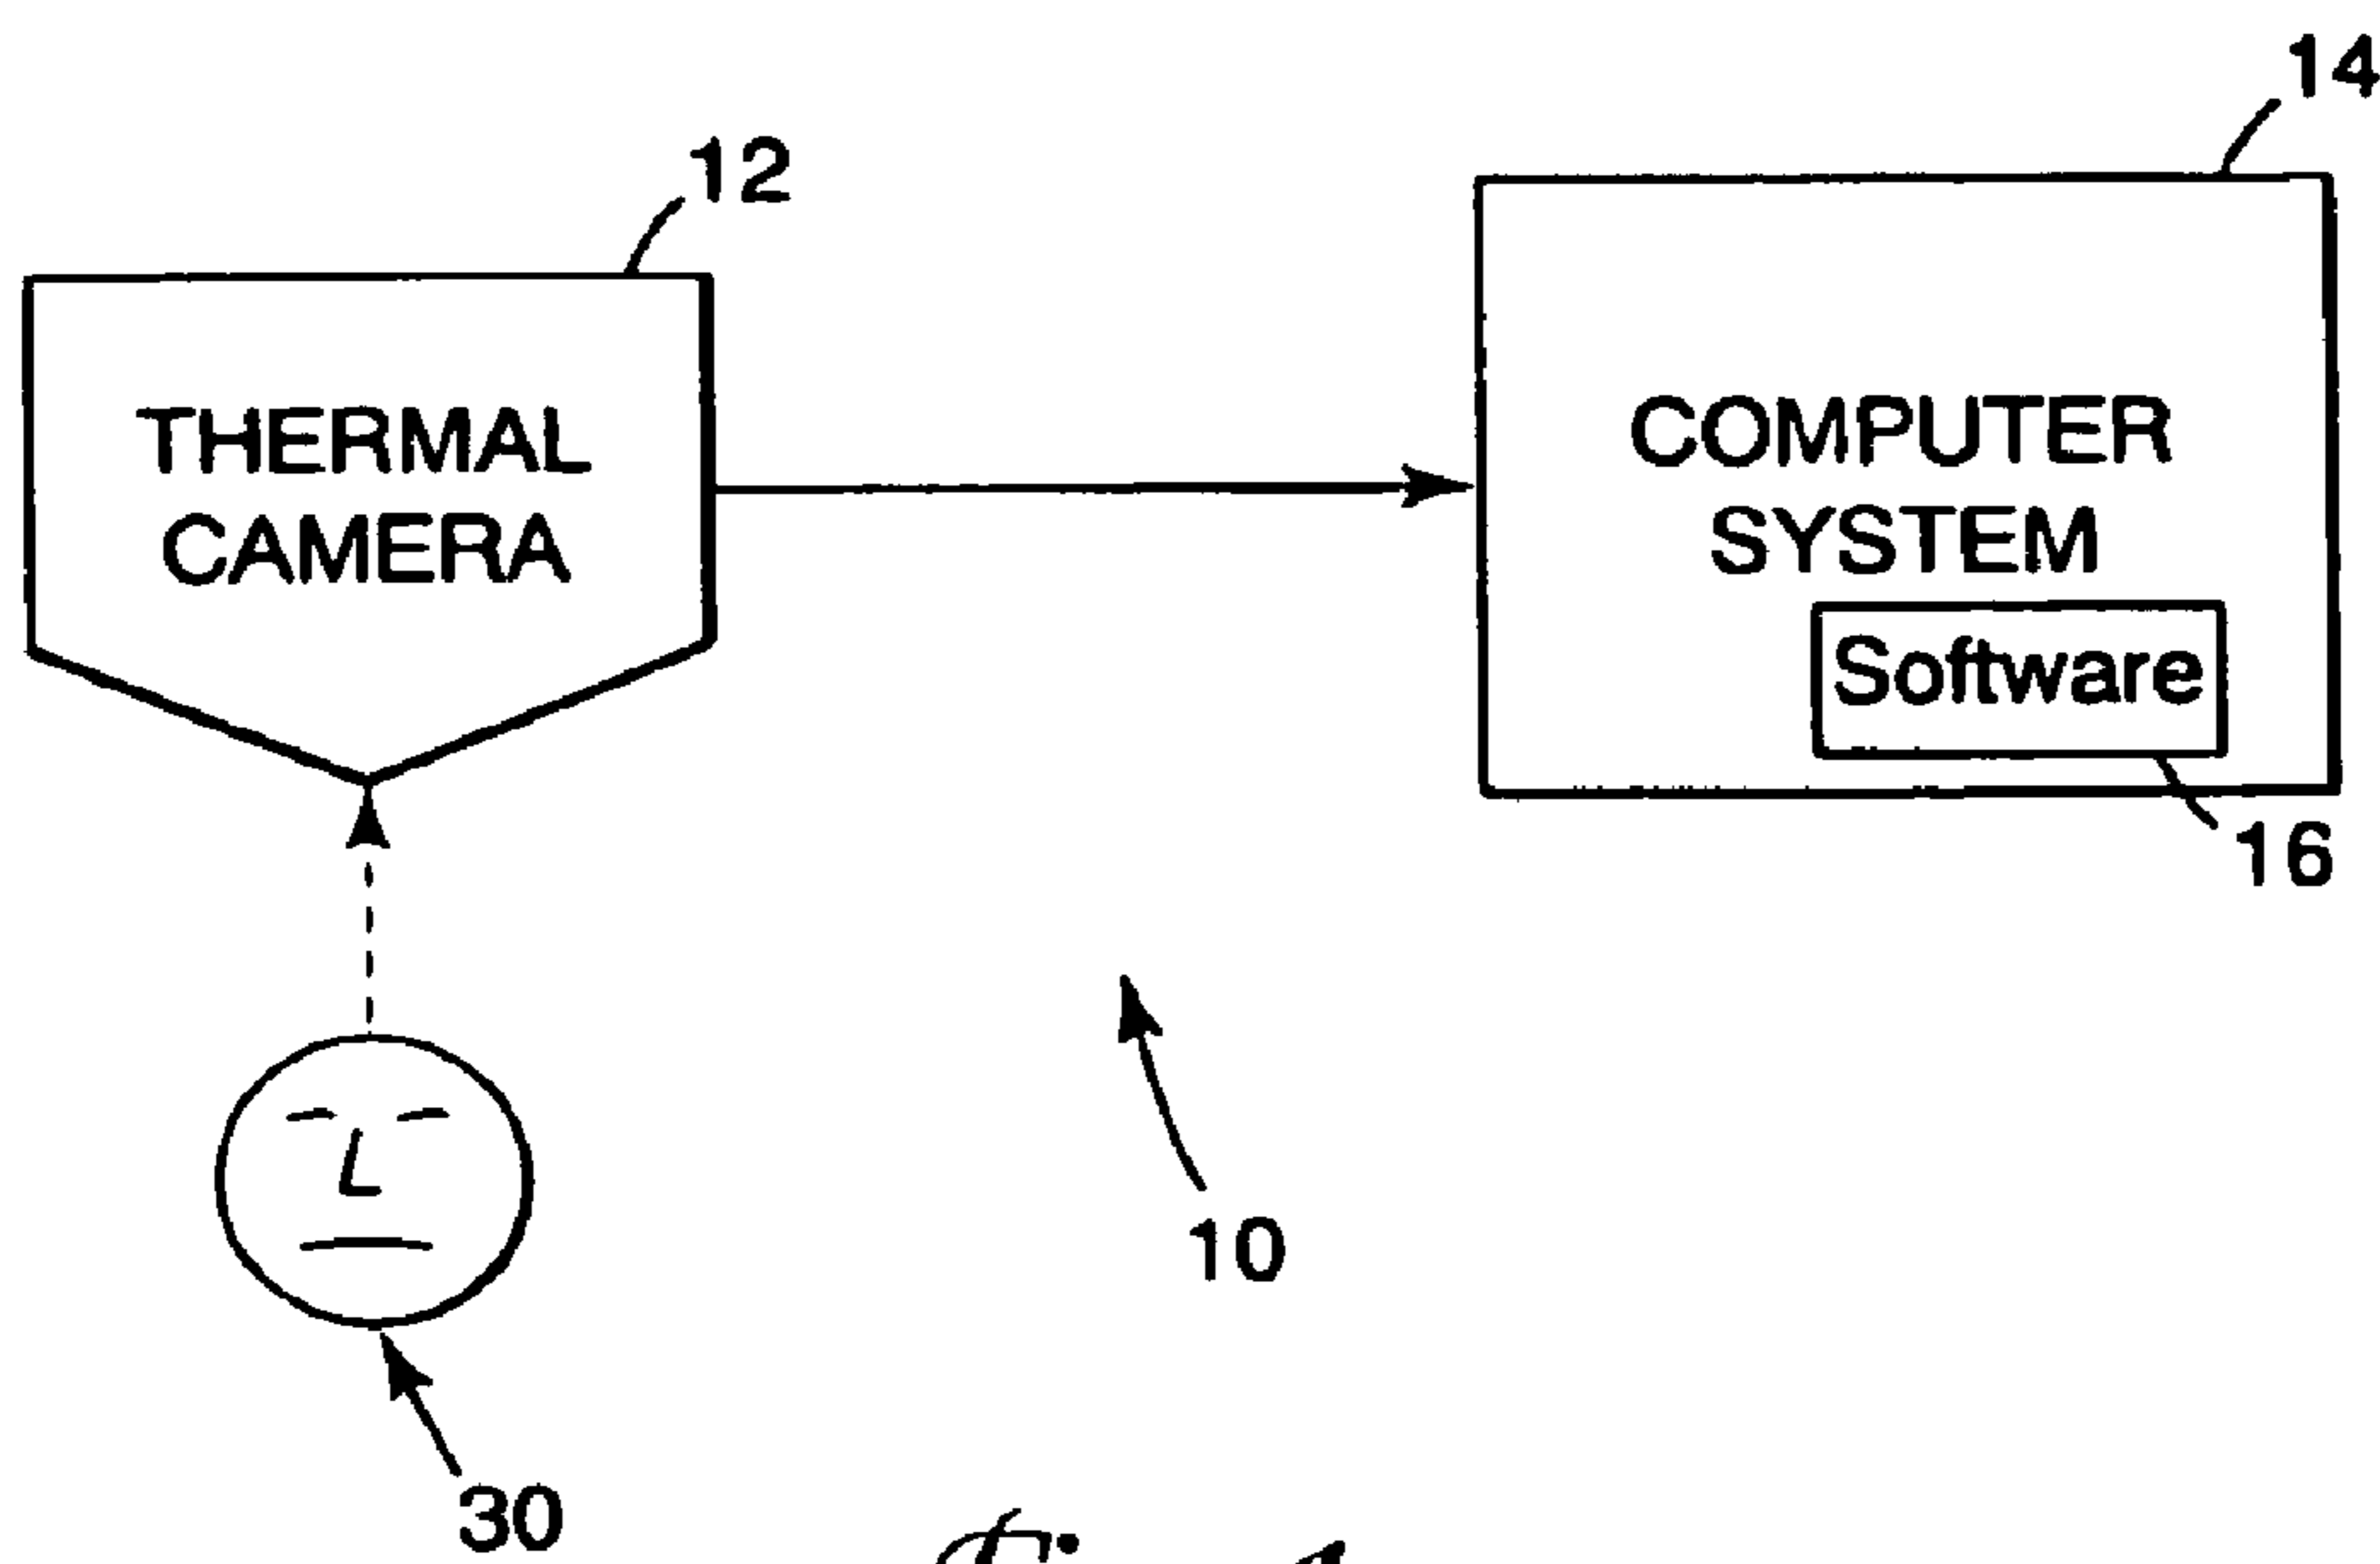 14
12
THERMAL
CAMERA
COMPUTER
SYSTEM
Software
16
10
30